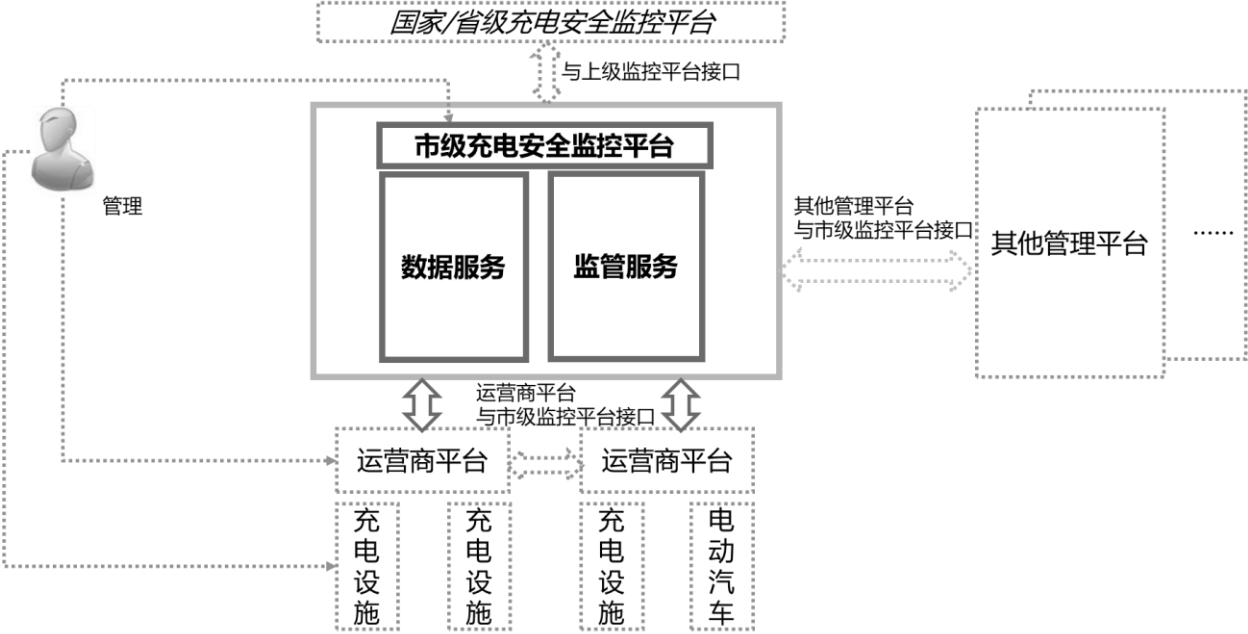 国家/省级充电安全监控平台
与上级监控平台接口
市级充电安全监控平台
管理
数据服务
监管服务
其他管理平台
与市级监控平台接口
其他管理平台
......
运营商平台
与市级监控平台接口
运营商平台
运营商平台
充电设施
充电设施
充电设施
电动汽车